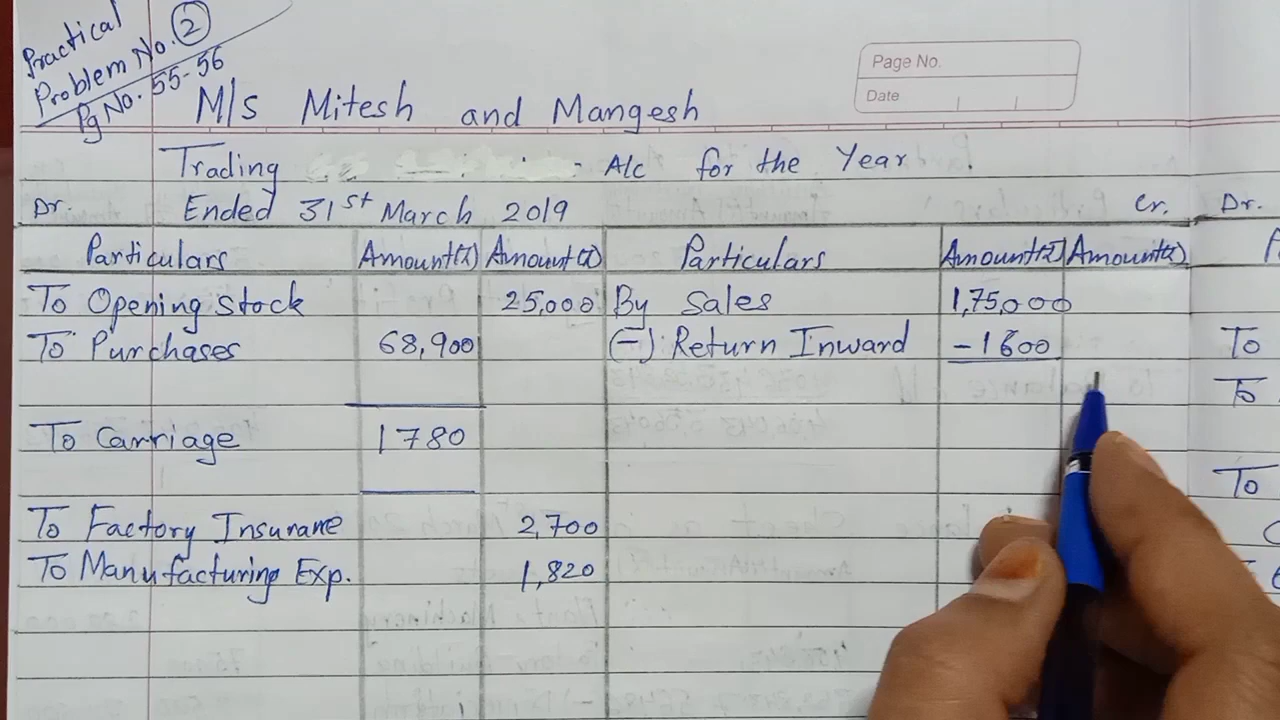 Practical
Problem No. 2
Pg No. 55-56
Page No.
Date
M/s Mitesh and Mangesh
Trading A/c for the Year
Dr. Ended 31st March 2019 Cr. Dr.
Particulars Amount(₹) Amount(₹) Particulars Amount(₹) Amount(₹)
To Opening Stock 25,000 By Sales 1,75,000
To Purchases 68,900 (-) Return Inward -1600 To
To
To Carriage 1780
To
To Factory Insurane 2,700
To Manufacturing Exp. 1,820